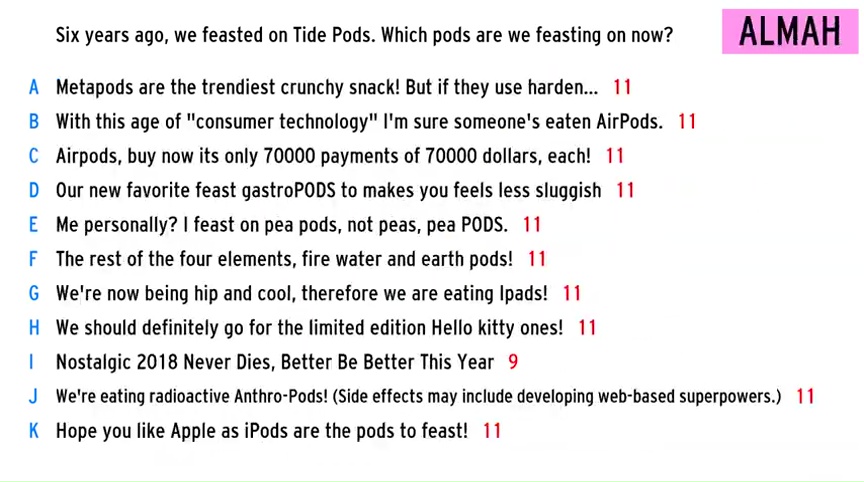 Six years ago, we feasted on Tide Pods. Which pods are we feasting on now?
ALMAH
A Metapods are the trendiest crunchy snack! But if they use harden... 11
B With this age of "consumer technology" I'm sure someone's eaten AirPods. 11
C Airpods, buy now its only 70000 payments of 70000 dollars, each! 11
D Our new favorite feast gastroPODS to makes you feels less sluggish 11
E Me personally? I feast on pea pods, not peas, pea PODS. 11
F The rest of the four elements, fire water and earth pods! 11
G We're now being hip and cool, therefore we are eating Ipads! 11
H We should definitely go for the limited edition Hello kitty ones! 11
I Nostalgic 2018 Never Dies, Better Be Better This Year 9
J We're eating radioactive Anthro-Pods! (Side effects may include developing web-based superpowers.) 11
K Hope you like Apple as iPods are the pods to feast! 11